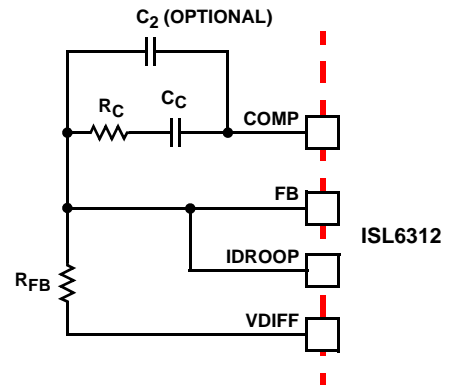 C2 (OPTIONAL)
RC CC
COMP
FB
ISL6312
IDROOP
RFB
VDIFF